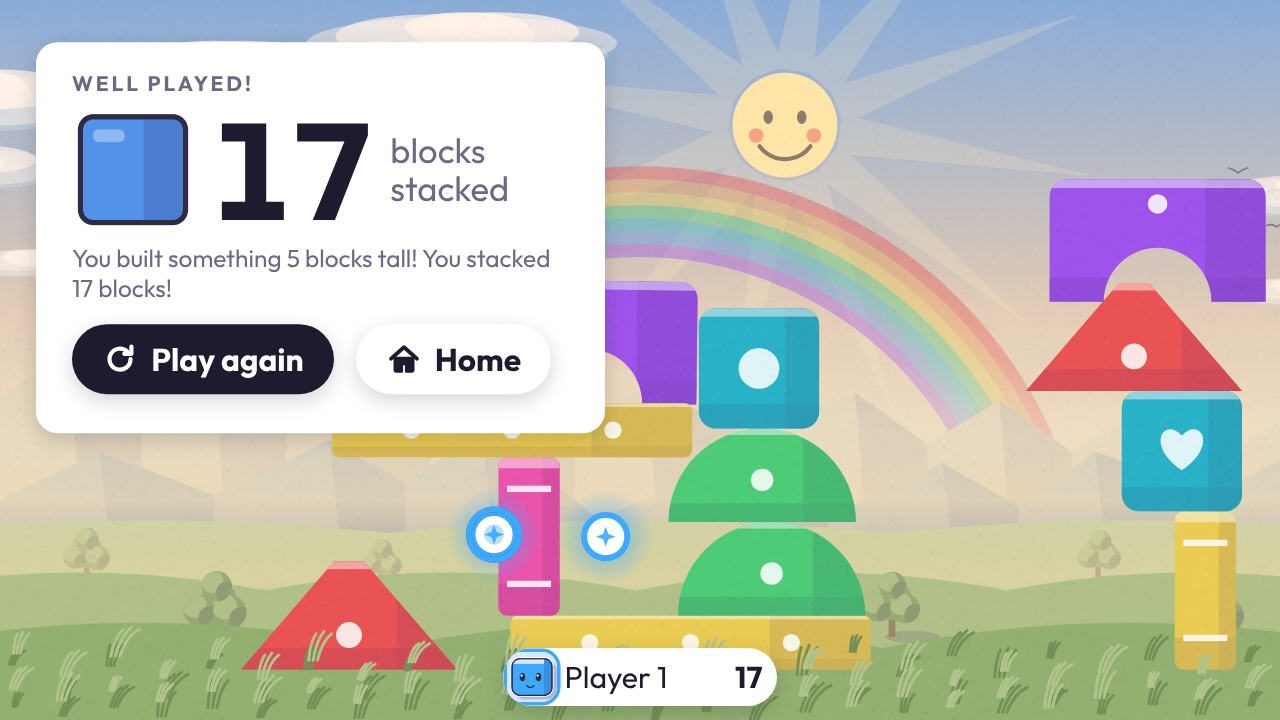 WELL PLAYED!
17
blocks
stacked
You built something 5 blocks tall! You stacked
17 blocks!
Play again
Home
Player 1
17